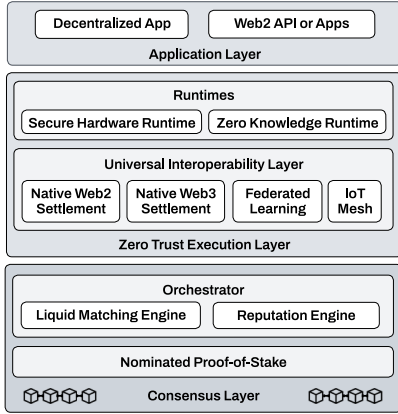 Decentralized App
Web2 API or Apps
Application Layer
Runtimes
Secure Hardware Runtime
Zero Knowledge Runtime
Universal Interoperability Layer
Native Web2
Settlement
Native Web3
Settlement
Federated
Learning
IoT
Mesh
Zero Trust Execution Layer
Orchestrator
Liquid Matching Engine
Reputation Engine
Nominated Proof-of-Stake
Consensus Layer